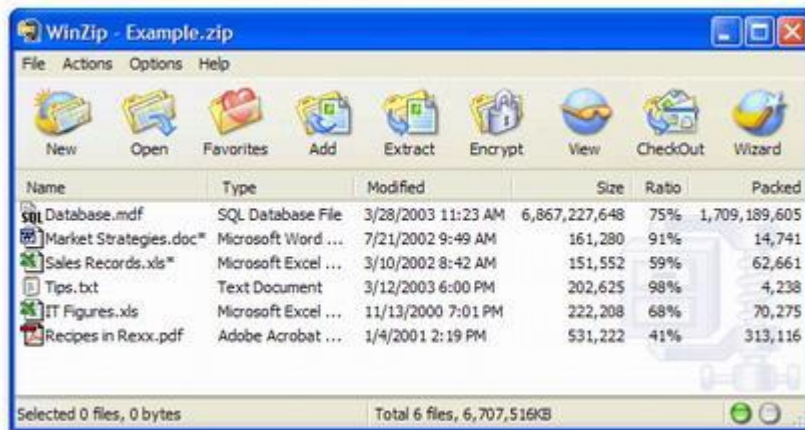 WinZip - Example.zip
File Actions Options Help
New Open Favorites Add Extract Encrypt View CheckOut Wizard
Name Type Modified Size Ratio Packed
SQL Database.mdf SQL Database File 3/28/2003 11:23 AM 6,867,227,648 75% 1,709,189,605
Market Strategies.doc* Microsoft Word ... 7/21/2002 9:49 AM 161,280 91% 14,741
Sales Records.xls* Microsoft Excel ... 3/10/2002 8:42 AM 151,552 59% 62,661
Tips.txt Text Document 3/12/2003 6:00 PM 202,625 98% 4,238
IT Figures.xls Microsoft Excel ... 11/13/2000 7:01 PM 222,208 68% 70,275
Recipes in Rexx.pdf Adobe Acrobat ... 1/4/2001 2:19 PM 531,222 41% 313,116
Selected 0 files, 0 bytes Total 6 files, 6,707,516KB